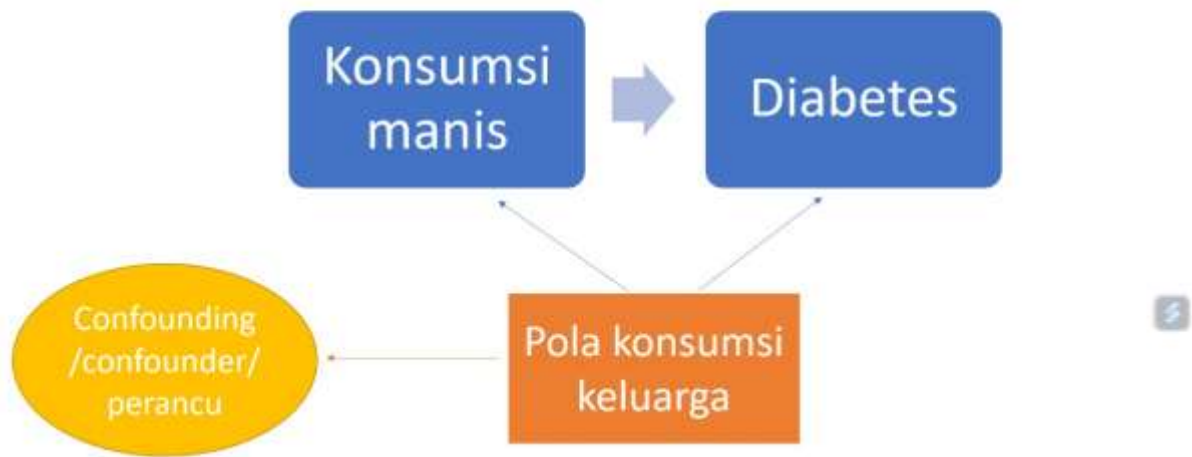 Konsumsi
manis
Diabetes
Confounding
/confounder/
perancu
Pola konsumsi
keluarga